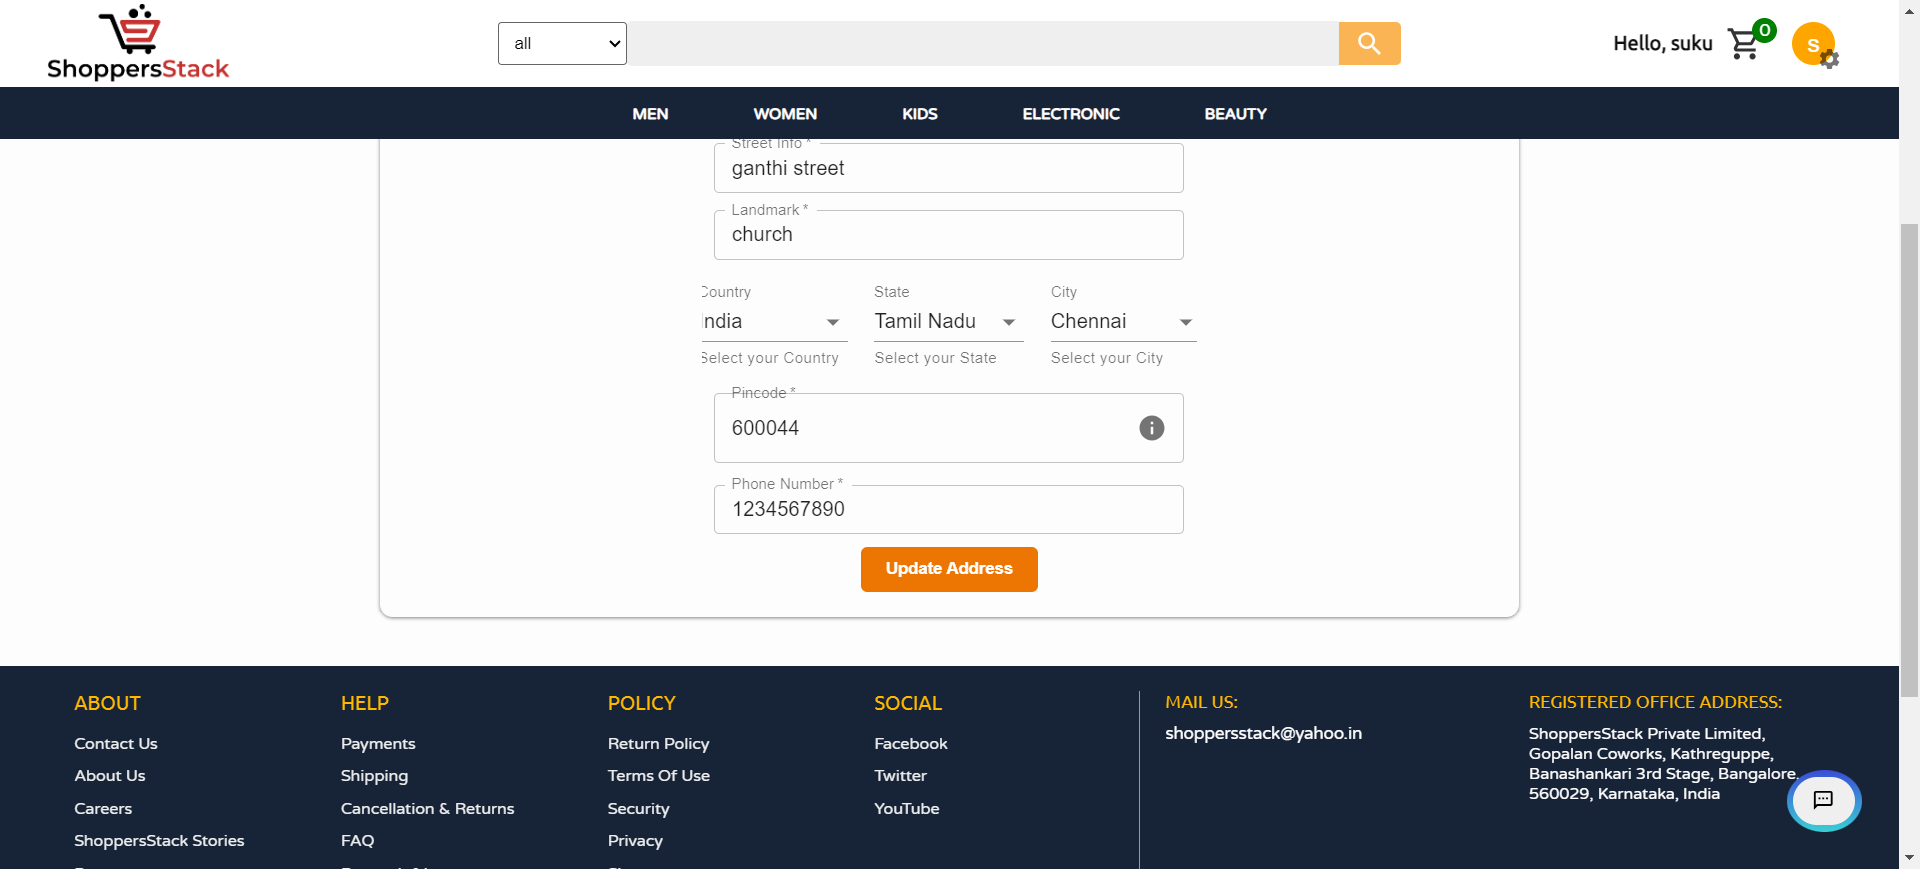 ShoppersStack
all
Hello, suku
0
S
MEN WOMEN KIDS ELECTRONIC BEAUTY
Street Info *
ganthi street
Landmark *
church
Country State City
India Tamil Nadu Chennai
Select your Country Select your State Select your City
Pincode *
600044
Phone Number *
1234567890
Update Address
ABOUT
Contact Us
About Us
Careers
ShoppersStack Stories
HELP
Payments
Shipping
Cancellation & Returns
FAQ
POLICY
Return Policy
Terms Of Use
Security
Privacy
SOCIAL
Facebook
Twitter
YouTube
MAIL US:
shoppersstack@yahoo.in
REGISTERED OFFICE ADDRESS:
ShoppersStack Private Limited,
Gopalan Coworks, Kathreguppe,
Banashankari 3rd Stage, Bangalore,
560029, Karnataka, India